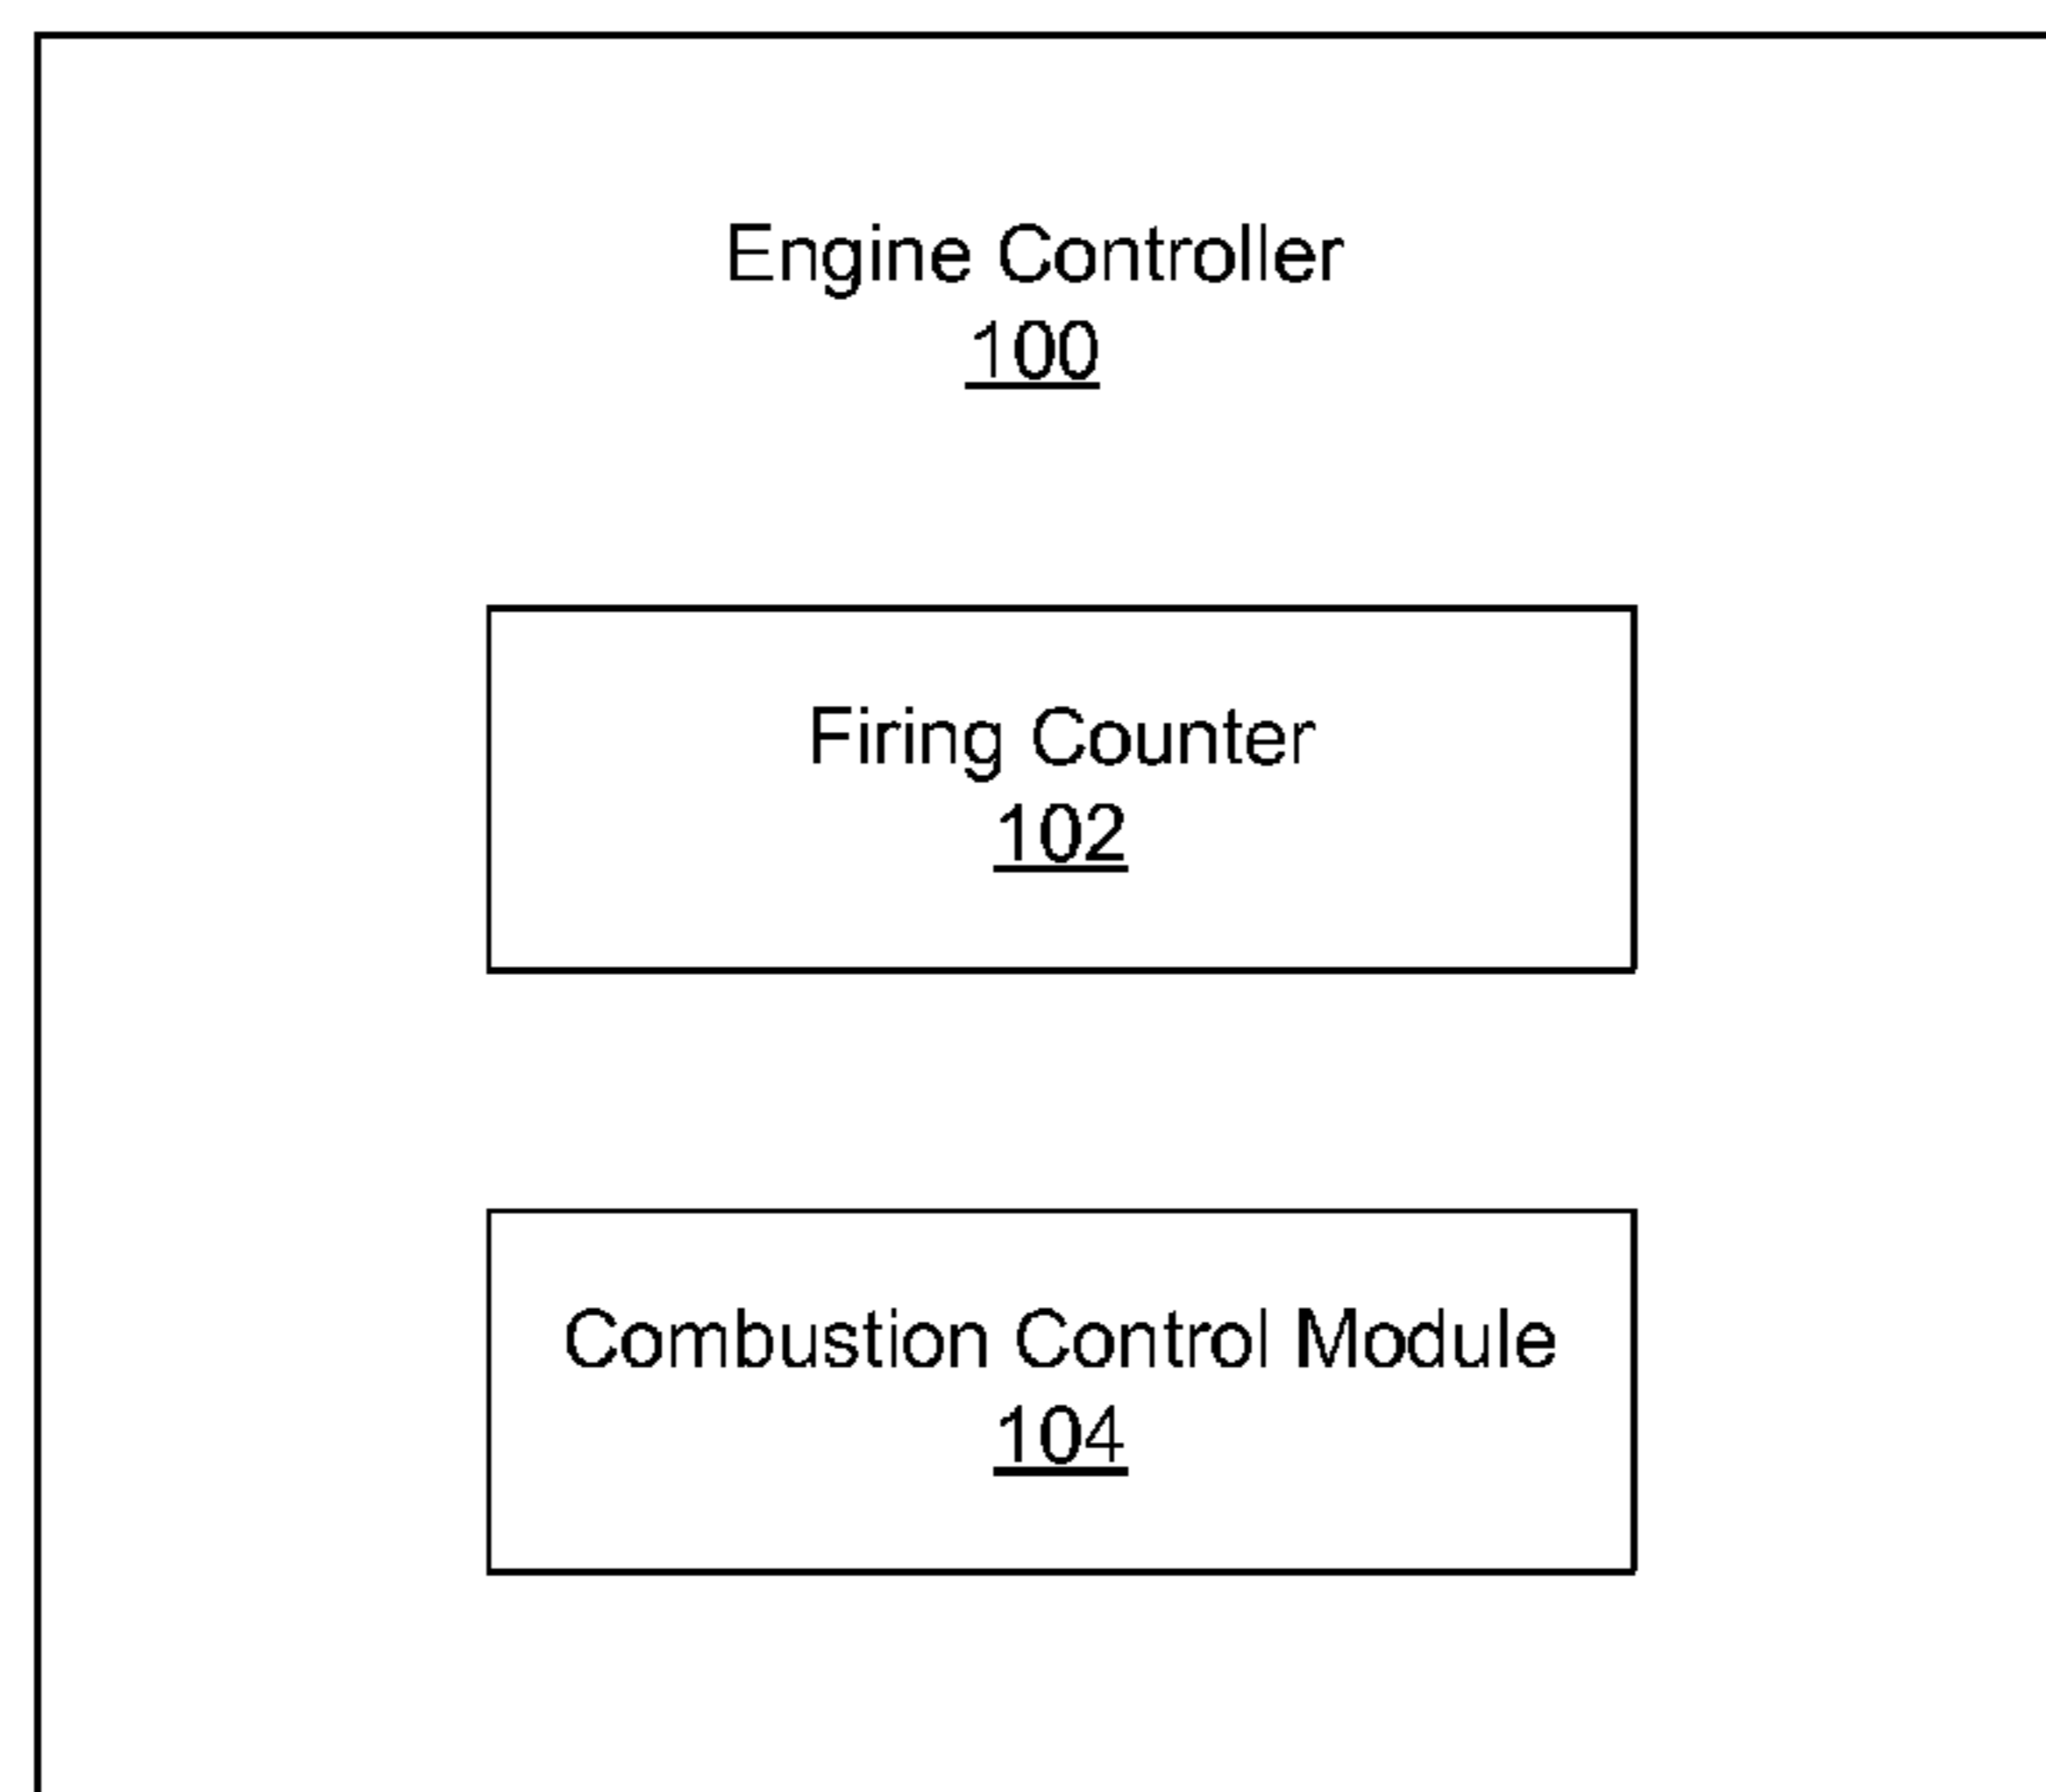 Engine Controller
100
Firing Counter
102
Combustion Control Module
104